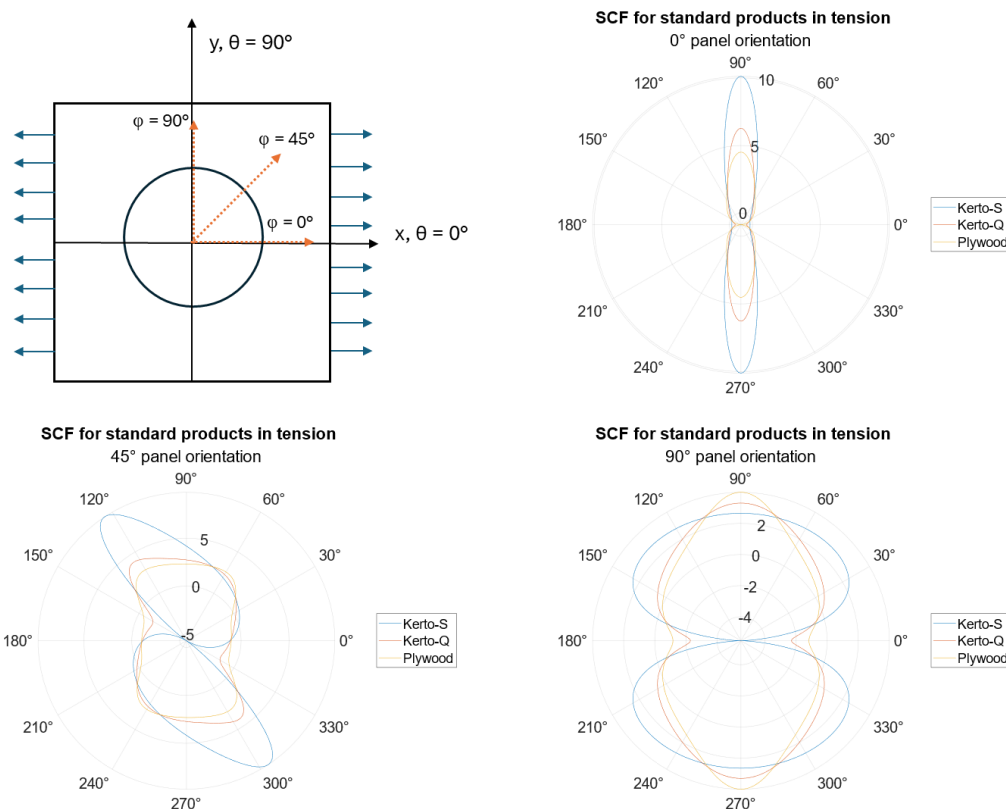 y, θ = 90°
φ = 90°
φ = 45°
φ = 0°
x, θ = 0°
SCF for standard products in tension
0° panel orientation
90°
120°
60°
150°
30°
180°
0°
210°
330°
240°
300°
270°
10
5
0
Kerto-S
Kerto-Q
Plywood
SCF for standard products in tension
45° panel orientation
90°
120°
60°
150°
30°
180°
0°
210°
330°
240°
300°
270°
5
0
-5
Kerto-S
Kerto-Q
Plywood
SCF for standard products in tension
90° panel orientation
90°
120°
60°
150°
30°
180°
0°
210°
330°
240°
300°
270°
2
0
-2
-4
Kerto-S
Kerto-Q
Plywood